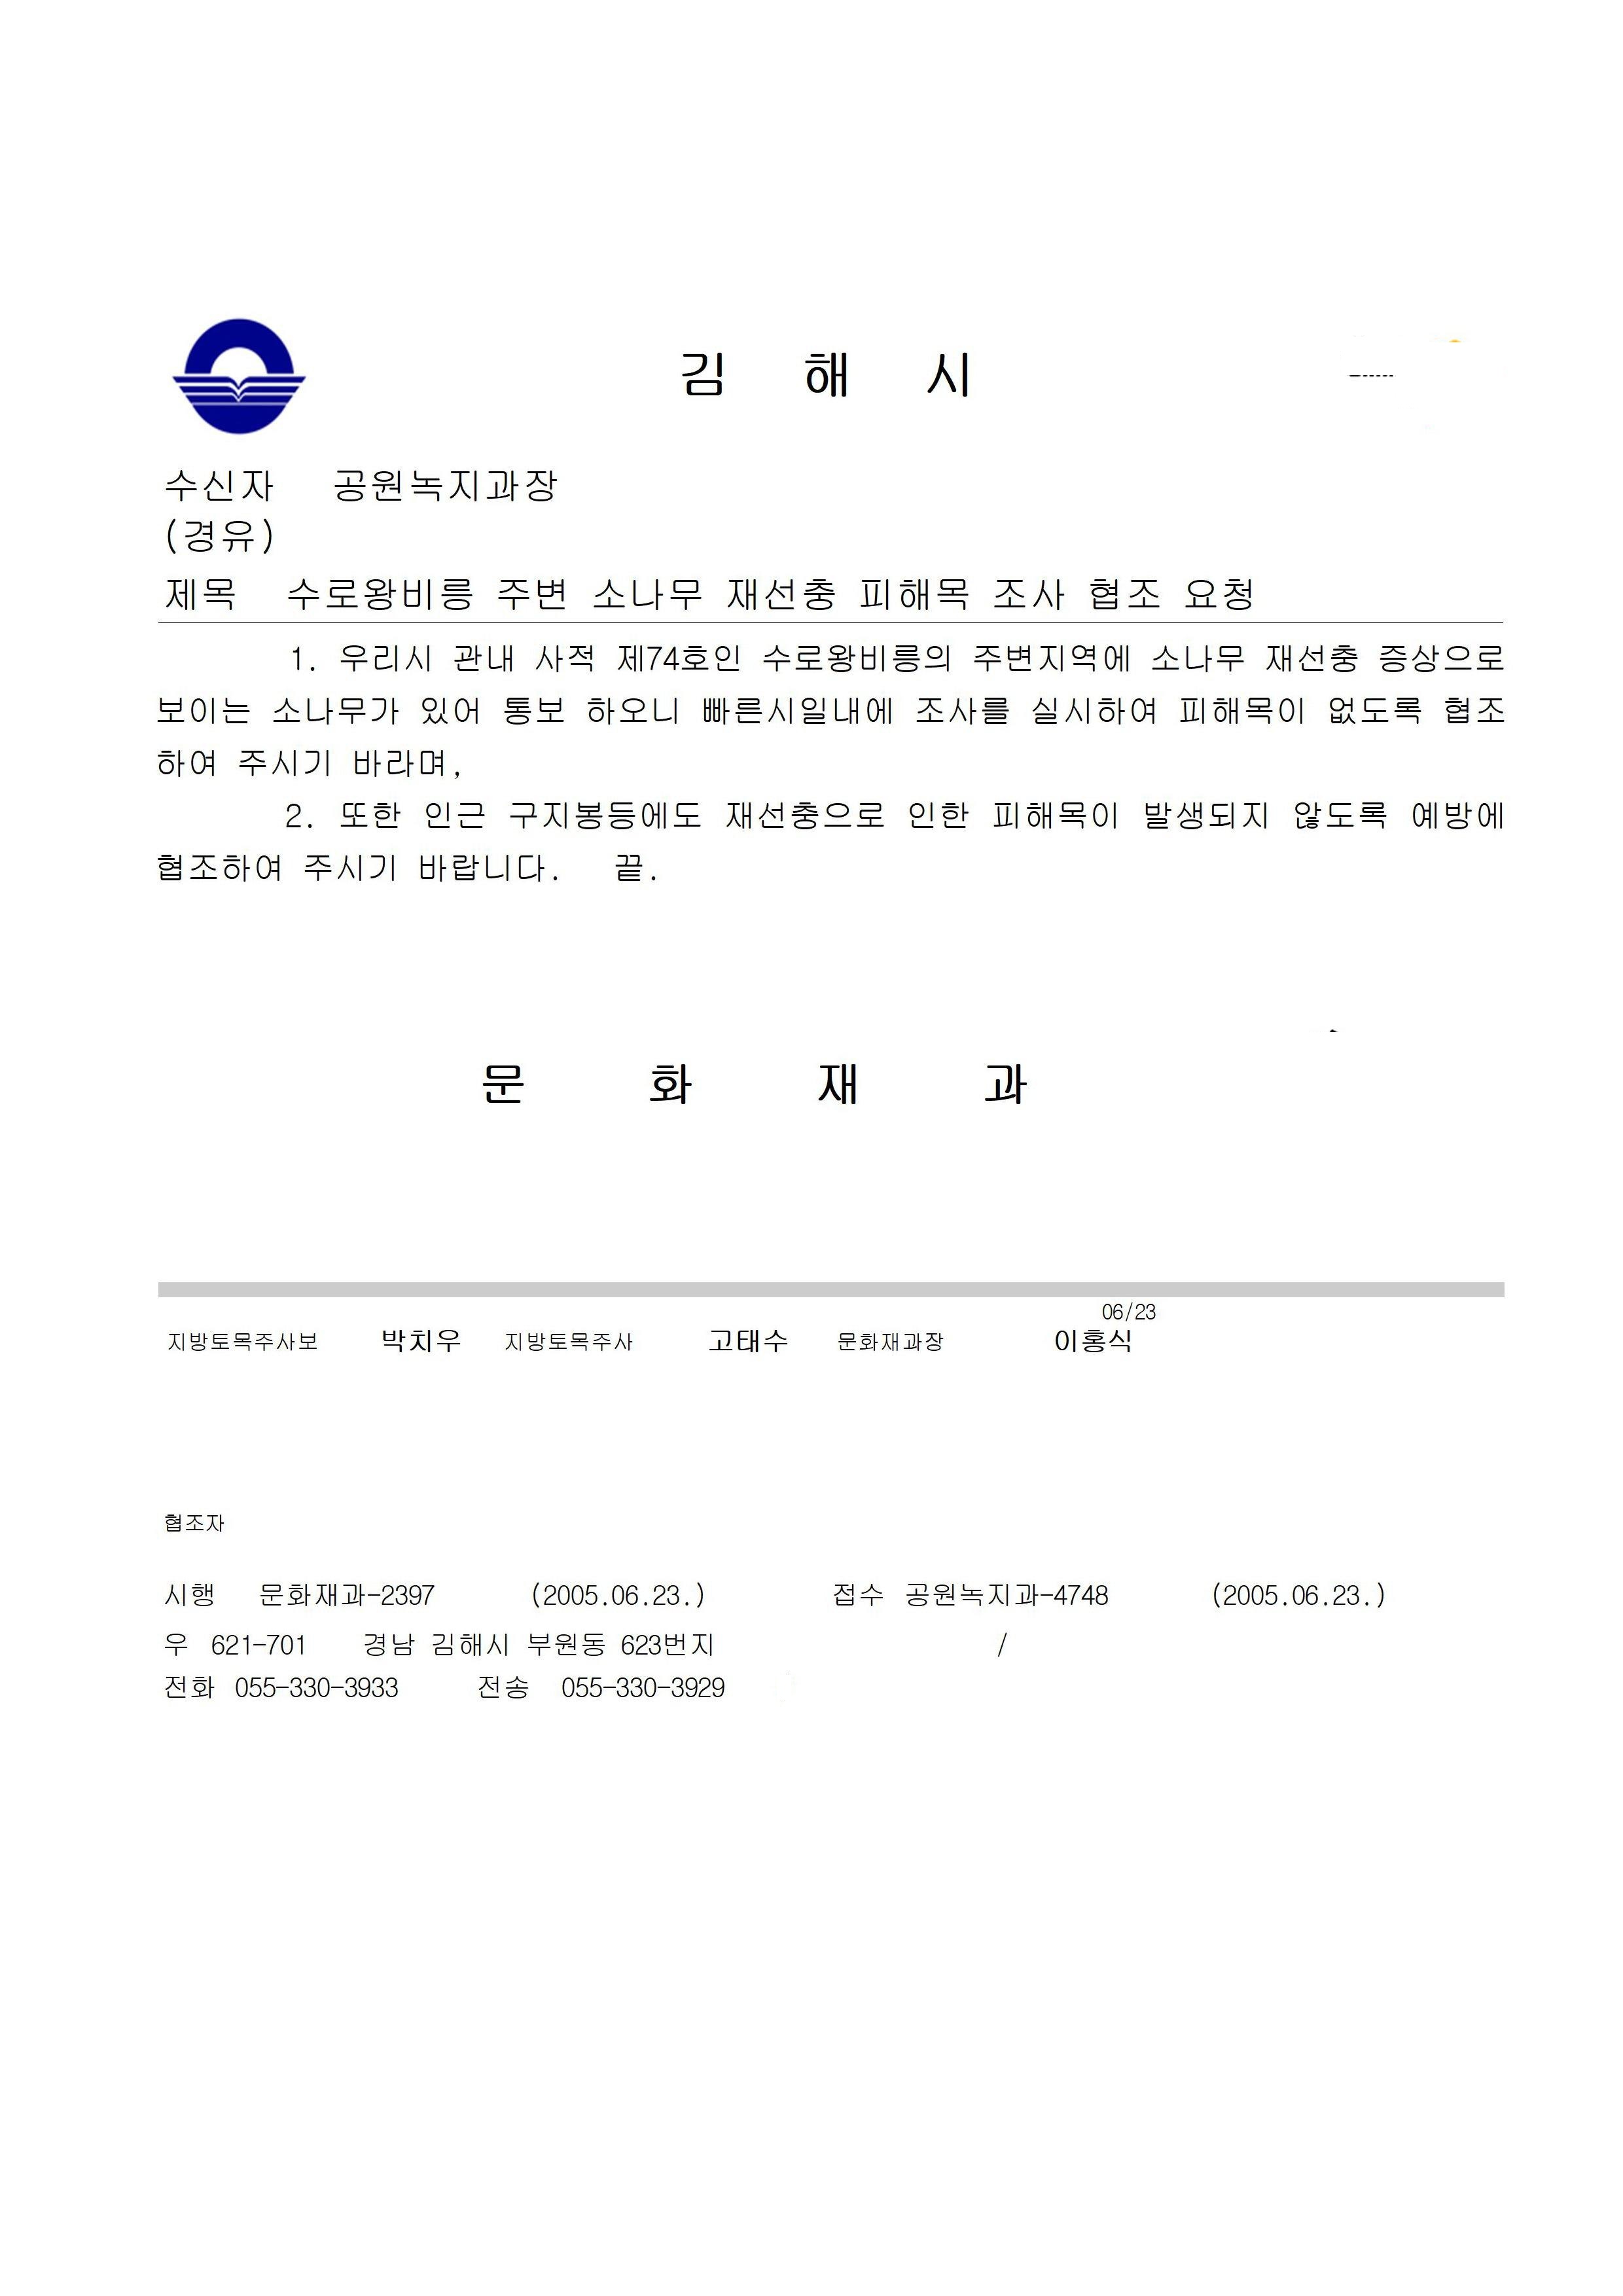 김 해 시
수신자 공원녹지과장
(경유)
제목 수로왕비릉 주변 소나무 재선충 피해목 조사 협조 요청
1. 우리시 관내 사적 제74호인 수로왕비릉의 주변지역에 소나무 재선충 증상으로
보이는 소나무가 있어 통보 하오니 빠른시일내에 조사를 실시하여 피해목이 없도록 협조
하여 주시기 바라며,
2. 또한 인근 구지봉등에도 재선충으로 인한 피해목이 발생되지 않도록 예방에
협조하여 주시기 바랍니다. 끝.
문 화 재 과
06/23
지방토목주사보 박치우 지방토목주사 고태수 문화재과장 이홍식
협조자
시행 문화재과-2397 (2005.06.23.) 접수 공원녹지과-4748 (2005.06.23.)
우 621-701 경남 김해시 부원동 623번지 /
전화 055-330-3933 전송 055-330-3929